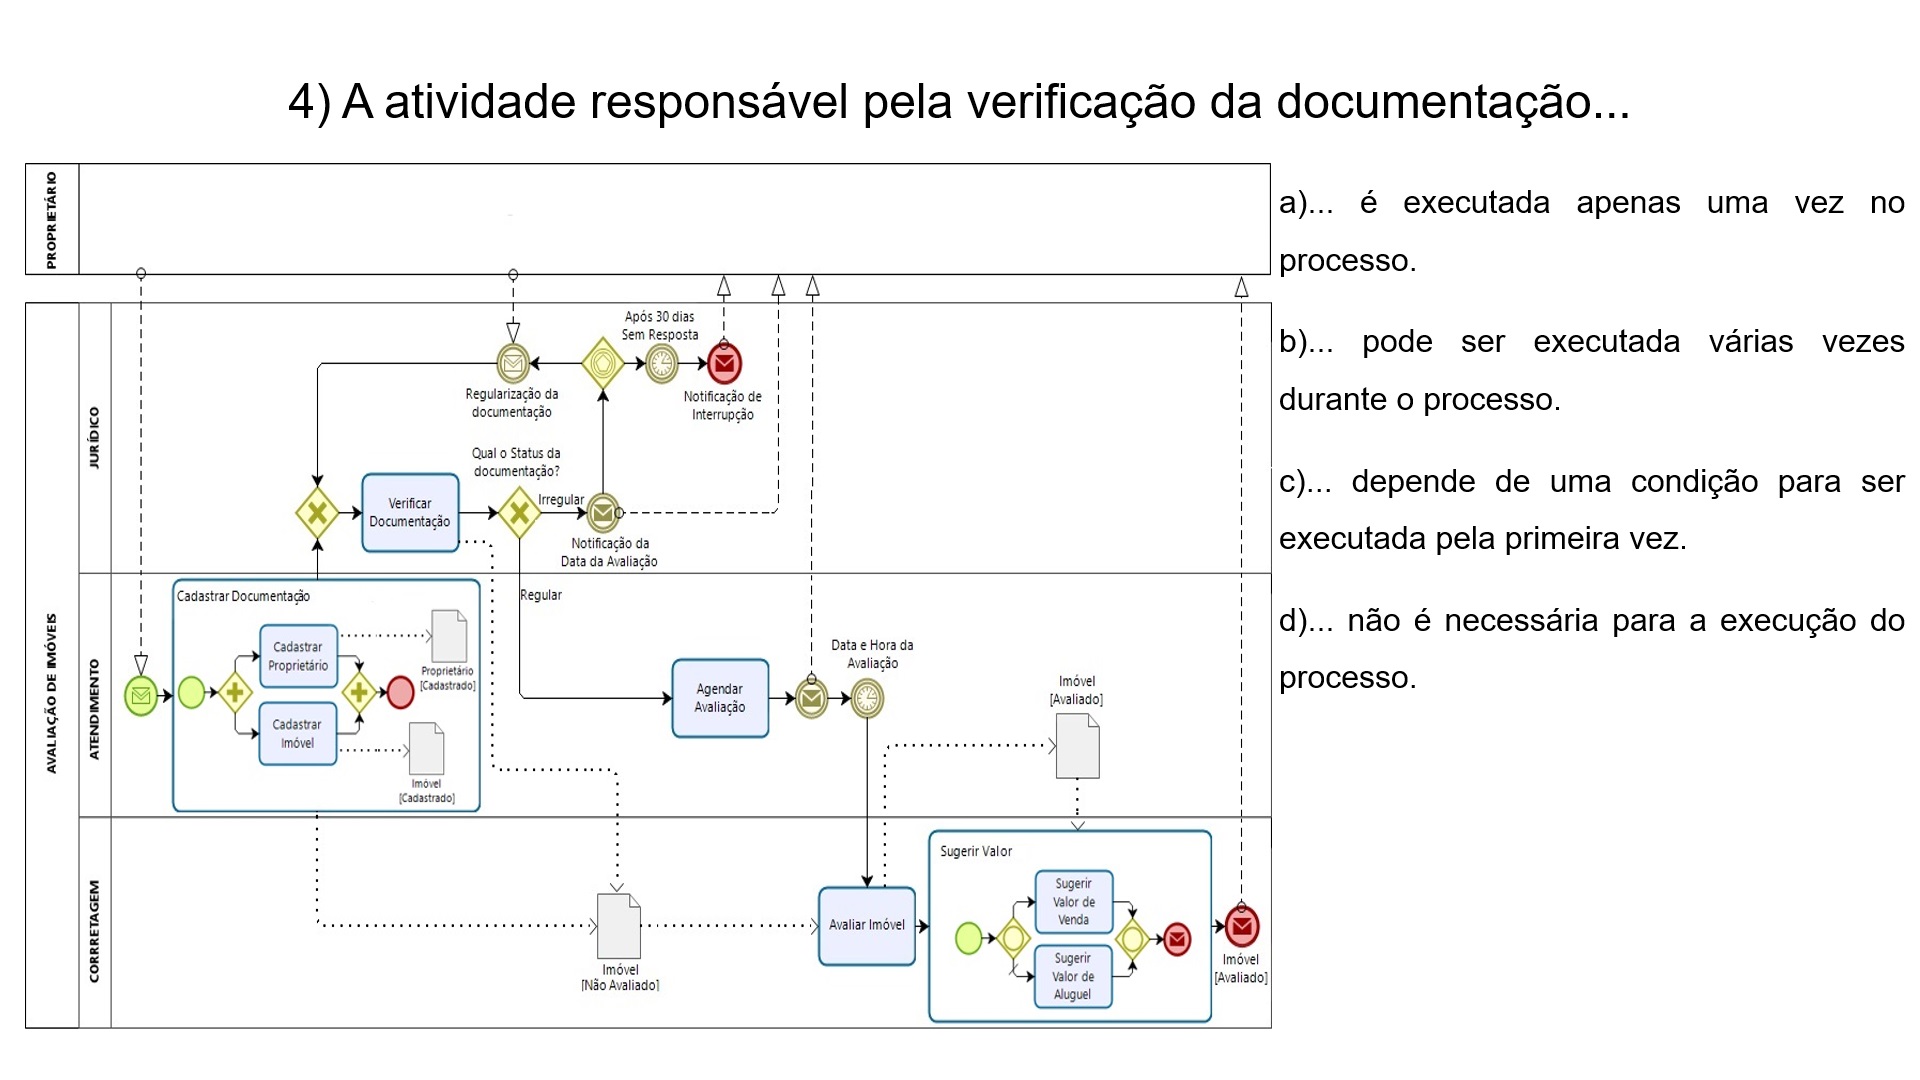 4) A atividade responsável pela verificação da documentação...
PROPRIETÁRIO
a)... é executada apenas uma vez no
processo.
b)... pode ser executada várias vezes
durante o processo.
c)... depende de uma condição para ser
executada pela primeira vez.
d)... não é necessária para a execução do
processo.
AVALIAÇÃO DE IMÓVEIS
JURÍDICO
Após 30 dias
Sem Resposta
Regularização da
documentação
Notificação de
Interrupção
Qual o Status da
documentação?
Verificar
Documentação
Irregular
Notificação da
Data da Avaliação
Regular
ATENDIMENTO
Cadastrar Documentação
Cadastrar
Proprietário
Proprietário
[Cadastrado]
Cadastrar
Imóvel
Imóvel
[Cadastrado]
Agendar
Avaliação
Data e Hora da
Avaliação
Imóvel
[Avaliado]
CORRETAGEM
Imóvel
[Não Avaliado]
Avaliar Imóvel
Sugerir Valor
Sugerir
Valor de
Venda
Sugerir
Valor de
Aluguel
Imóvel
[Avaliado]